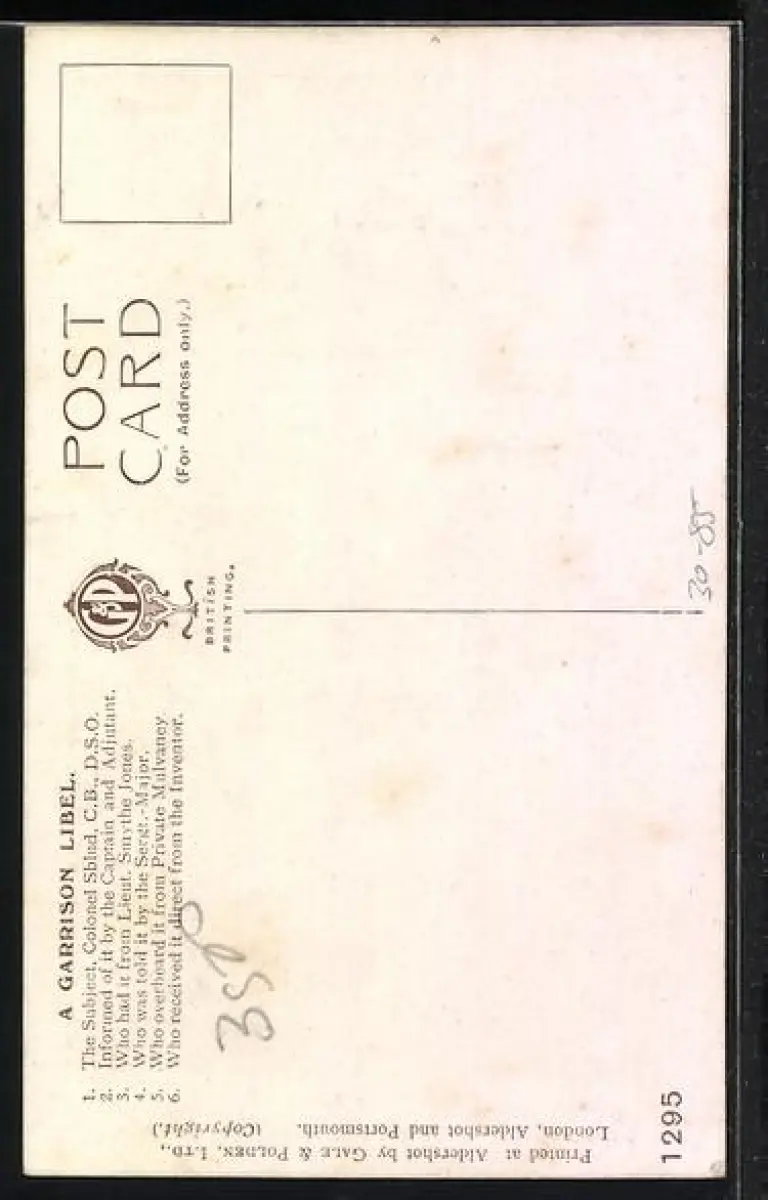 A GARRISON LIBEL.
1. The Subject, Colonel Sblud, C.B., D.S.O.
2. Informed of it by the Captain and Adjutant.
3. Who had it from Lieut. Smythe Jones.
4. Who was told it by the Sergt.-Major.
5. Who overheard it from Private Mulvaney
6. Who received it direct from the Inventor.
G&P
BRITISH
PRINTING.
POST
CARD
(For Address only.)
Printed at Aldershot by GALE & POLDEN, LTD.,
London, Aldershot and Portsmouth. (Copyright.)
30-85
1295